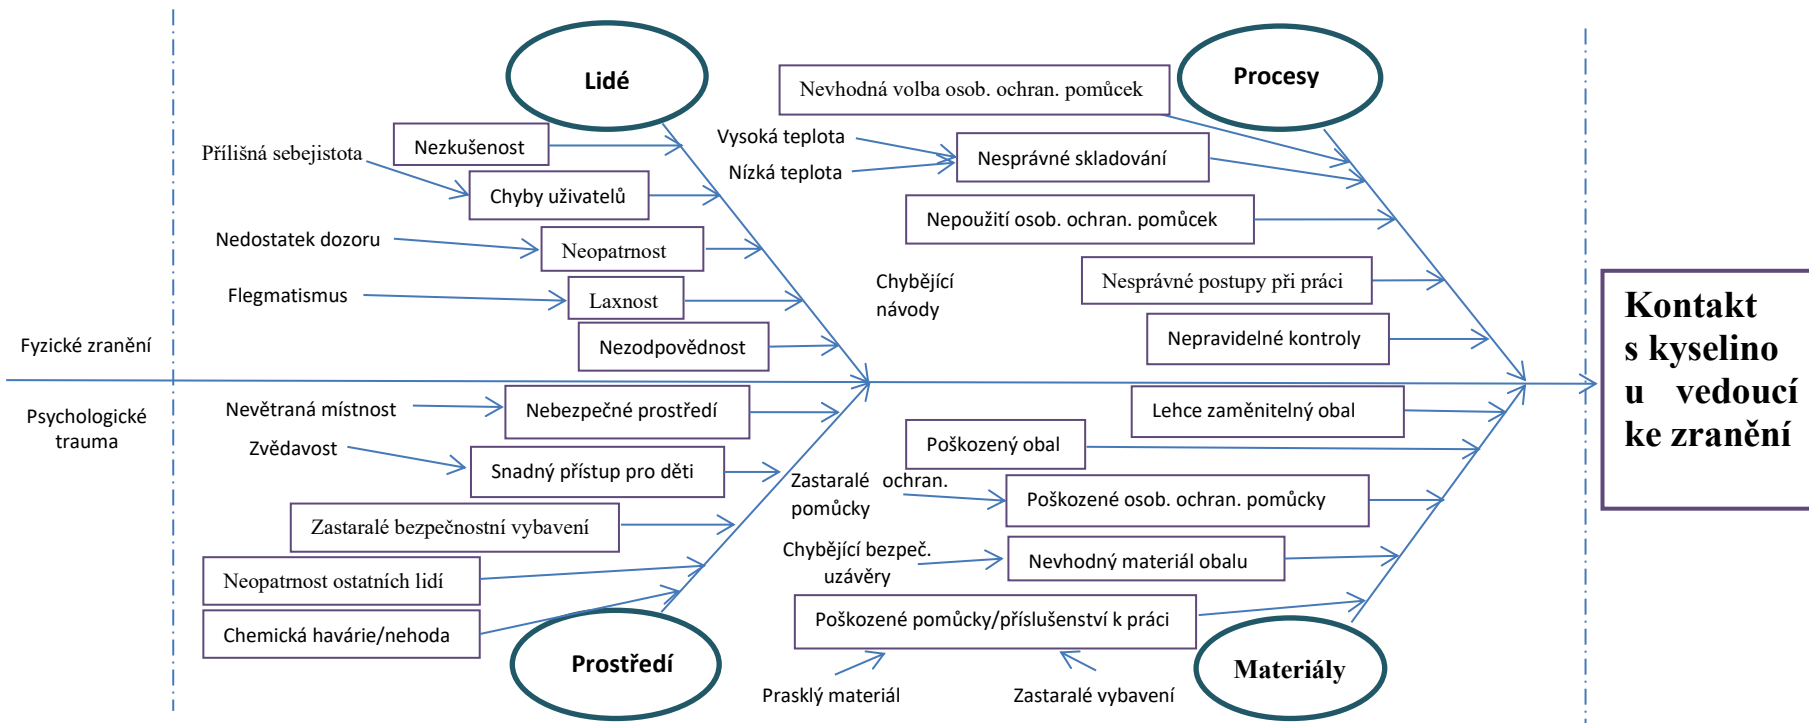 Lidé
Procesy
Nevhodná volba osob. ochran. pomůcek
Vysoká teplota
Nízká teplota
Nesprávné skladování
Nepoužití osob. ochran. pomůcek
Chybějící
návody
Nesprávné postupy při práci
Nepravidelné kontroly
Přílišná sebejistota
Nezkušenost
Chyby uživatelů
Nedostatek dozoru
Neopatrnost
Flegmatismus
Laxnost
Nezodpovědnost
Fyzické zranění
Psychologické
trauma
Kontakt
s kyselino
u vedoucí
ke zranění
Nevětraná místnost
Nebezpečné prostředí
Zvědavost
Snadný přístup pro děti
Zastaralé bezpečnostní vybavení
Neopatrnost ostatních lidí
Chemická havárie/nehoda
Prostředí
Lehce zaměnitelný obal
Poškozený obal
Zastaralé ochran.
pomůcky
Poškozené osob. ochran. pomůcky
Chybějící bezpeč.
uzávěry
Nevhodný materiál obalu
Poškozené pomůcky/příslušenství k práci
Prasklý materiál
Zastaralé vybavení
Materiály